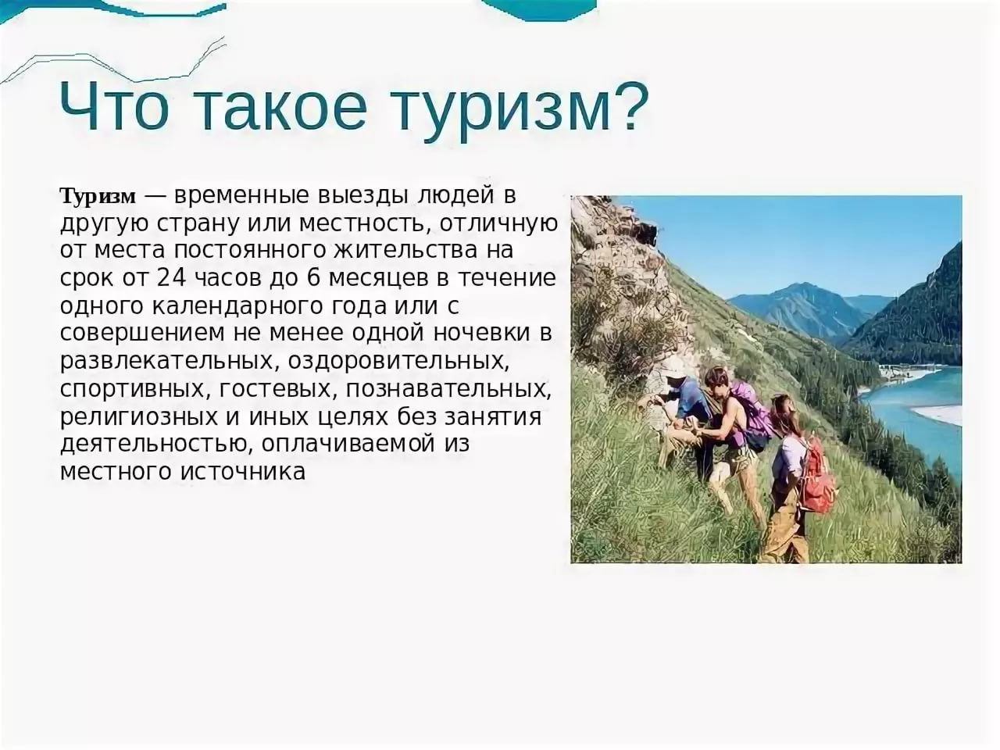 Что такое туризм?
Туризм — временные выезды людей в
другую страну или местность, отличную
от места постоянного жительства на
срок от 24 часов до 6 месяцев в течение
одного календарного года или с
совершением не менее одной ночевки в
развлекательных, оздоровительных,
спортивных, гостевых, познавательных,
религиозных и иных целях без занятия
деятельностью, оплачиваемой из
местного источника